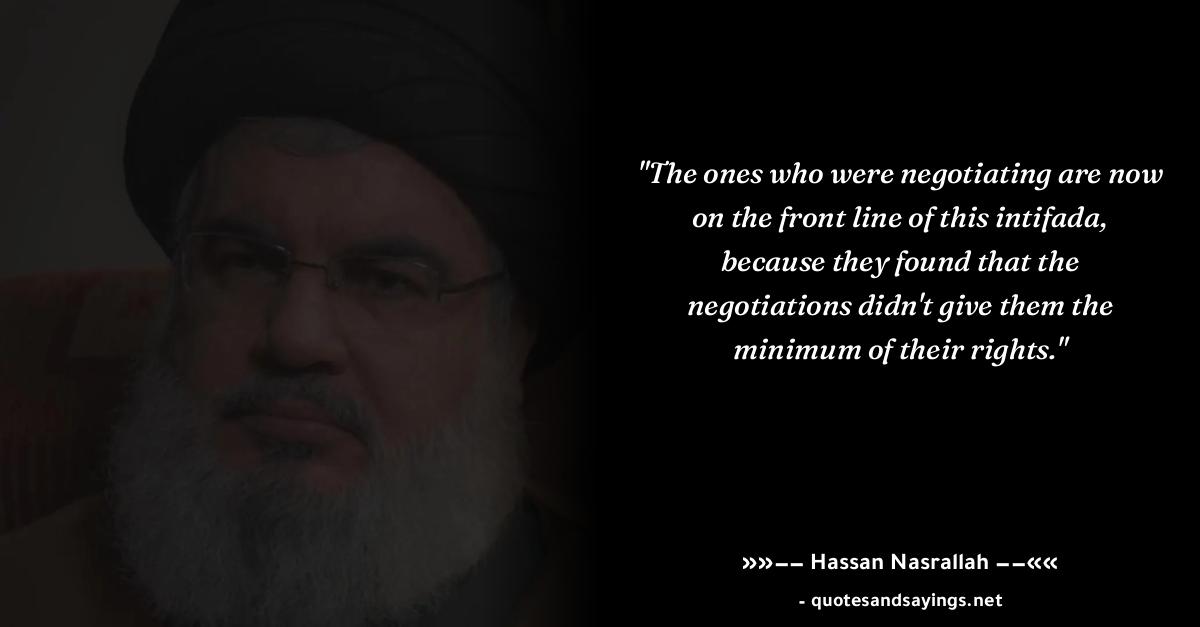 "The ones who were negotiating are now
on the front line of this intifada,
because they found that the
negotiations didn't give them the
minimum of their rights."
»»−− Hassan Nasrallah −−««
- quotesandsayings.net